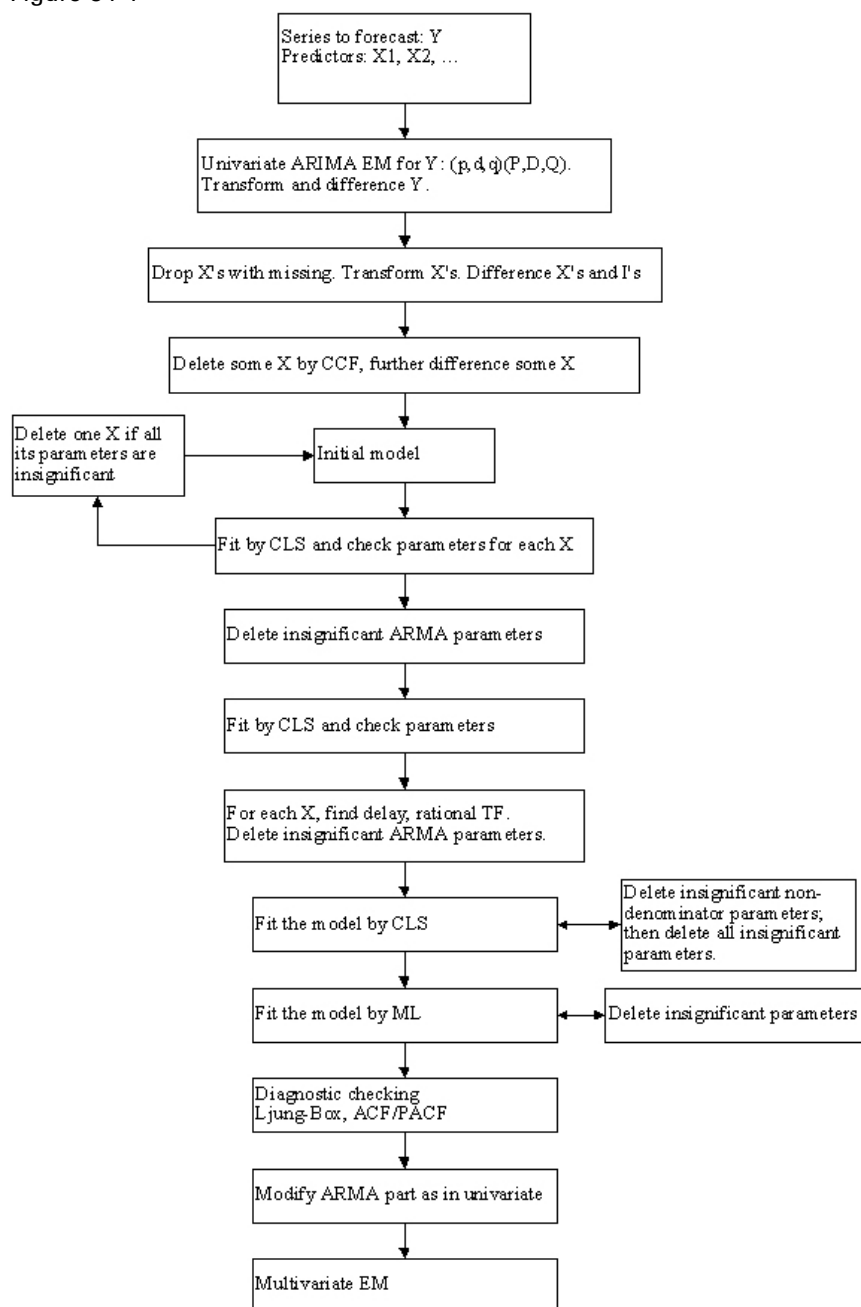 Series to forecast: Y
Predictors: X1, X2, ...
Univariate ARIMA EM for Y: (p,d,q)(P,D,Q).
Transform and difference Y.
Drop X's with missing. Transform X's. Difference X's and I's
Delete some X by CCF, further difference some X
Delete one X if all
its parameters are
insignificant
Initial model
Fit by CLS and check parameters for each X
Delete insignificant ARMA parameters
Fit by CLS and check parameters
For each X, find delay, rational TF.
Delete insignificant ARMA parameters.
Fit the model by CLS
Delete insignificant non-
denominator parameters;
then delete all insignificant
parameters.
Fit the model by ML
Delete insignificant parameters
Diagnostic checking
Ljung-Box, ACF/PACF
Modify ARMA part as in univariate
Multivariate EM